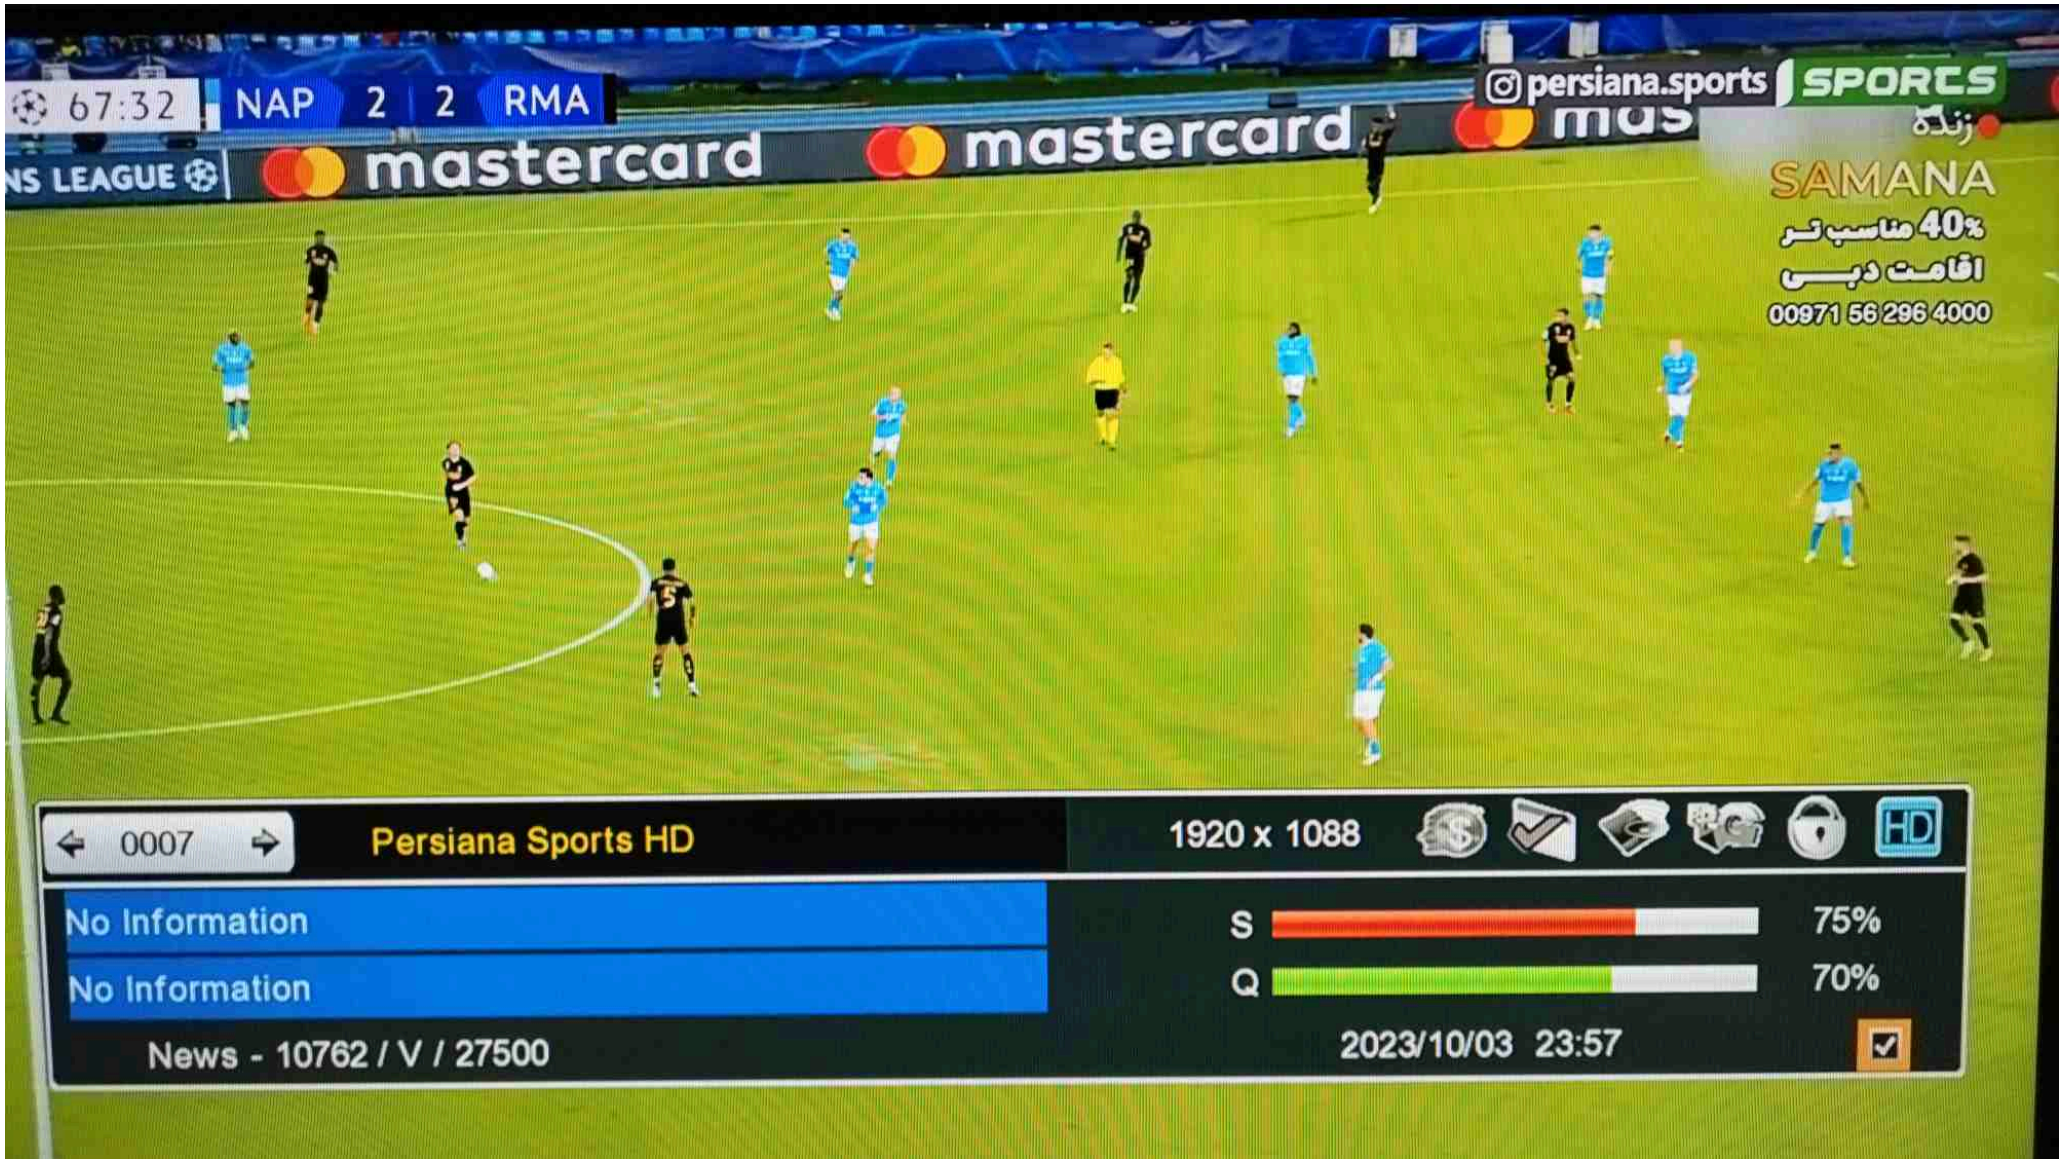 67:32 NAP 2 2 RMA
persiana.sports SPORTS
زنده
NS LEAGUE mastercard mastercard mas
SAMANA
40% مناسب تر
اقامت دبی
00971 56 296 4000
5
0007 Persiana Sports HD 1920 x 1088 HD
No Information S 75%
No Information Q 70%
News - 10762 / V / 27500 2023/10/03 23:57